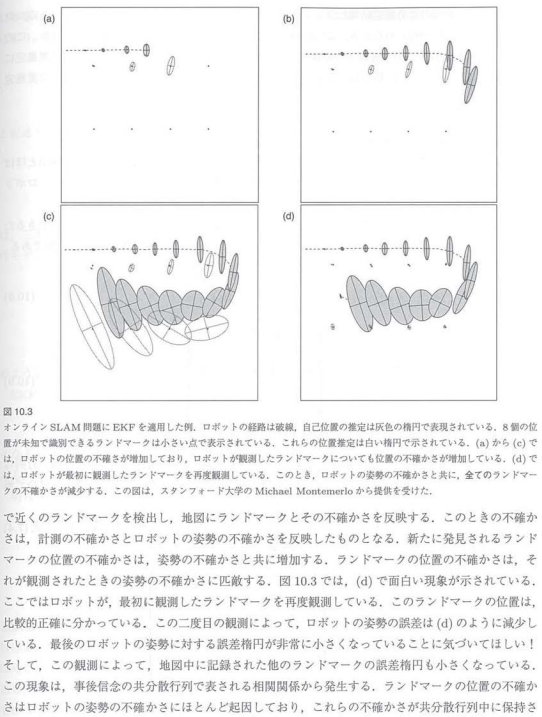 (a)
(b)
(c)
(d)
図 10.3
オンライン SLAM 問題に EKF を適用した例．ロボットの経路は破線，自己位置の推定は灰色の楕円で表現されている．8 個の位
置が未知で識別できるランドマークは小さい点で表示されている．これらの位置推定は白い楕円で示されている．(a) から (c) で
は，ロボットの位置の不確かさが増加しており，ロボットが観測したランドマークについても位置の不確かさが増加している．(d) で
は，ロボットが最初に観測したランドマークを再度観測している．このとき，ロボットの姿勢の不確かさと共に，全てのランドマー
クの不確かさが減少する．この図は，スタンフォード大学の Michael Montemerlo から提供を受けた．
で近くのランドマークを検出し，地図にランドマークとその不確かさを反映する．このときの不確か
さは，計測の不確かさとロボットの姿勢の不確かさを反映したものとなる．新たに発見されるランド
マークの位置の不確かさは，姿勢の不確かさと共に増加する．ランドマークの位置の不確かさは，そ
れが観測されたときの姿勢の不確かさに匹敵する．図 10.3 では，(d) で面白い現象が示されている．
ここではロボットが，最初に観測したランドマークを再度観測している．このランドマークの位置は，
比較的正確に分かっている．この二度目の観測によって，ロボットの姿勢の誤差は (d) のように減少し
ている．最後のロボットの姿勢に対する誤差楕円が非常に小さくなっていることに気づいてほしい！
そして，この観測によって，地図中に記録された他のランドマークの誤差楕円も小さくなっている．
この現象は，事後信念の共分散行列で表される相関関係から発生する．ランドマークの位置の不確か
さはロボットの姿勢の不確かさにほとんど起因しており，これらの不確かさが共分散行列中に保持さ